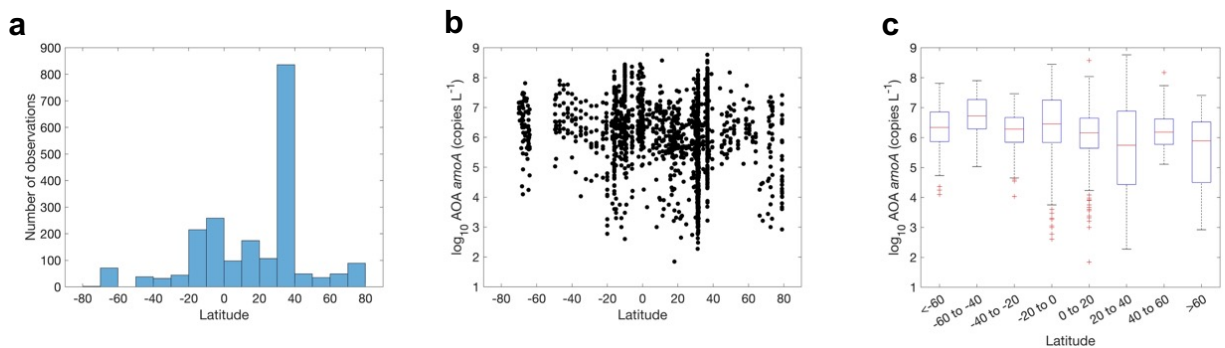 a
900
800
700
600
500
400
300
200
100
0
Number of observations
-80 -60 -40 -20 0 20 40 60 80
Latitude
b
9
8
7
6
5
4
3
2
1
log10 AOA amoA (copies L-1)
-80 -60 -40 -20 0 20 40 60 80
Latitude
c
9
8
7
6
5
4
3
2
1
log10 AOA amoA (copies L-1)
<-60 -60 to -40 -40 to -20 -20 to 0 0 to 20 20 to 40 40 to 60 >60
Latitude